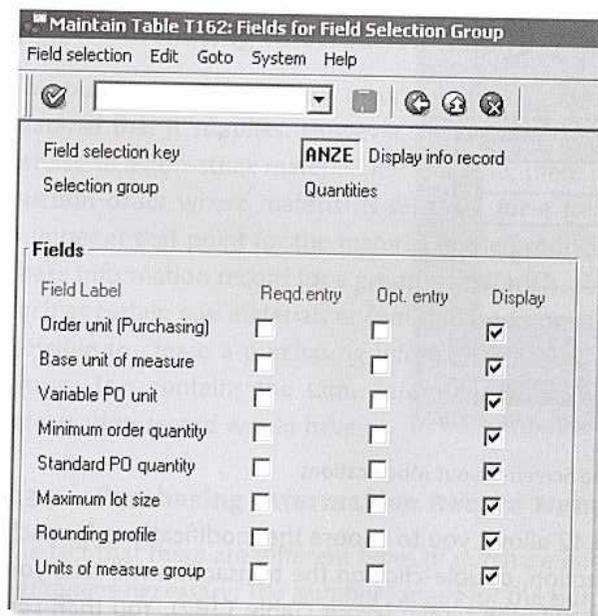 Maintain Table T162: Fields for Field Selection Group
Field selection Edit Goto System Help
Field selection key ANZE Display info record
Selection group Quantities
Fields
Field Label Reqd.entry Opt. entry Display
Order unit (Purchasing)
Base unit of measure
Variable PO unit
Minimum order quantity
Standard PO quantity
Maximum lot size
Rounding profile
Units of measure group